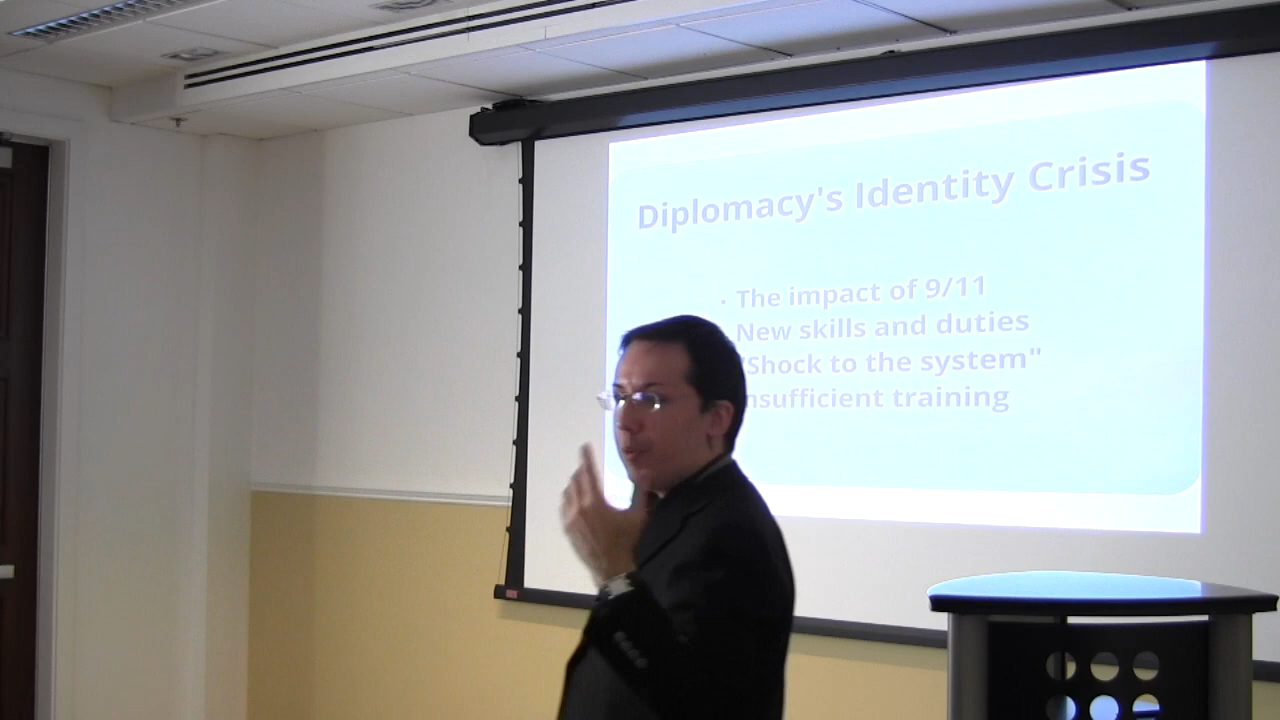 Diplomacy's Identity Crisis
· The impact of 9/11
New skills and duties
"Shock to the system"
nsufficient training